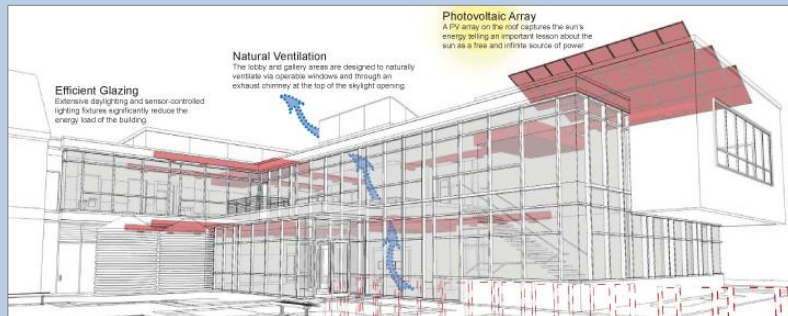 Photovoltaic Array
A PV array on the roof captures the sun's
energy telling an important lesson about the
sun as a free and infinite source of power.
Natural Ventilation
The lobby and gallery areas are designed to naturally
ventilate via operable windows and through an
exhaust chimney at the top of the skylight opening.
Efficient Glazing
Extensive daylighting and sensor-controlled
lighting fixtures significantly reduce the
energy load of the building.